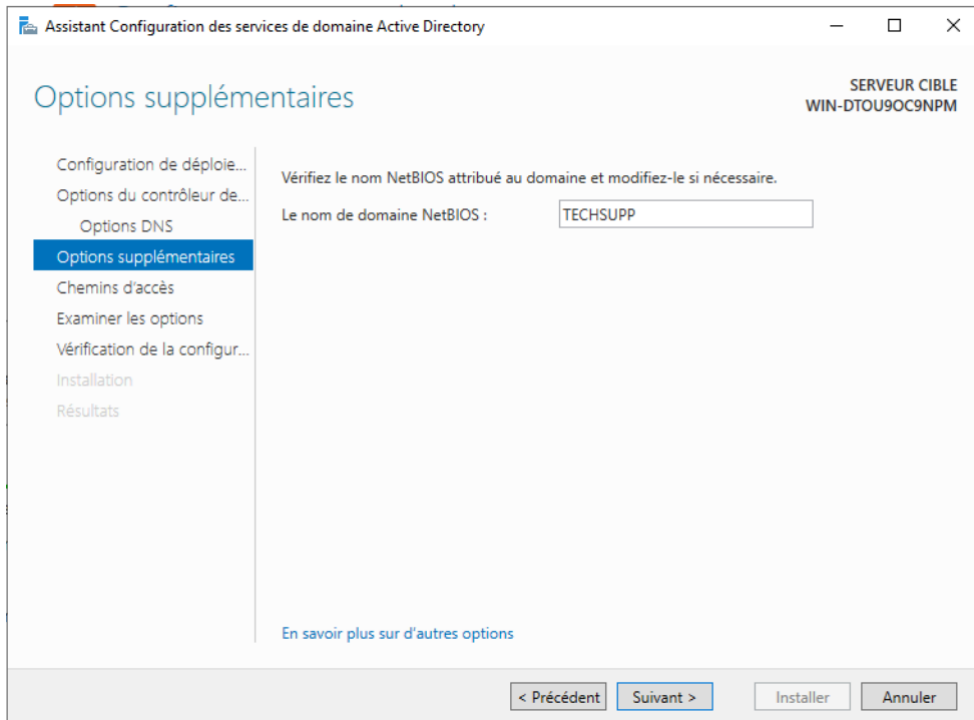 Assistant Configuration des services de domaine Active Directory
Options supplémentaires
SERVEUR CIBLE
WIN-DTOU9OC9NPM
Configuration de déploie...
Options du contrôleur de...
Options DNS
Options supplémentaires
Chemins d'accès
Examiner les options
Vérification de la configur...
Installation
Résultats
Vérifiez le nom NetBIOS attribué au domaine et modifiez-le si nécessaire.
Le nom de domaine NetBIOS : TECHSUPP
En savoir plus sur d'autres options
< Précédent Suivant > Installer Annuler